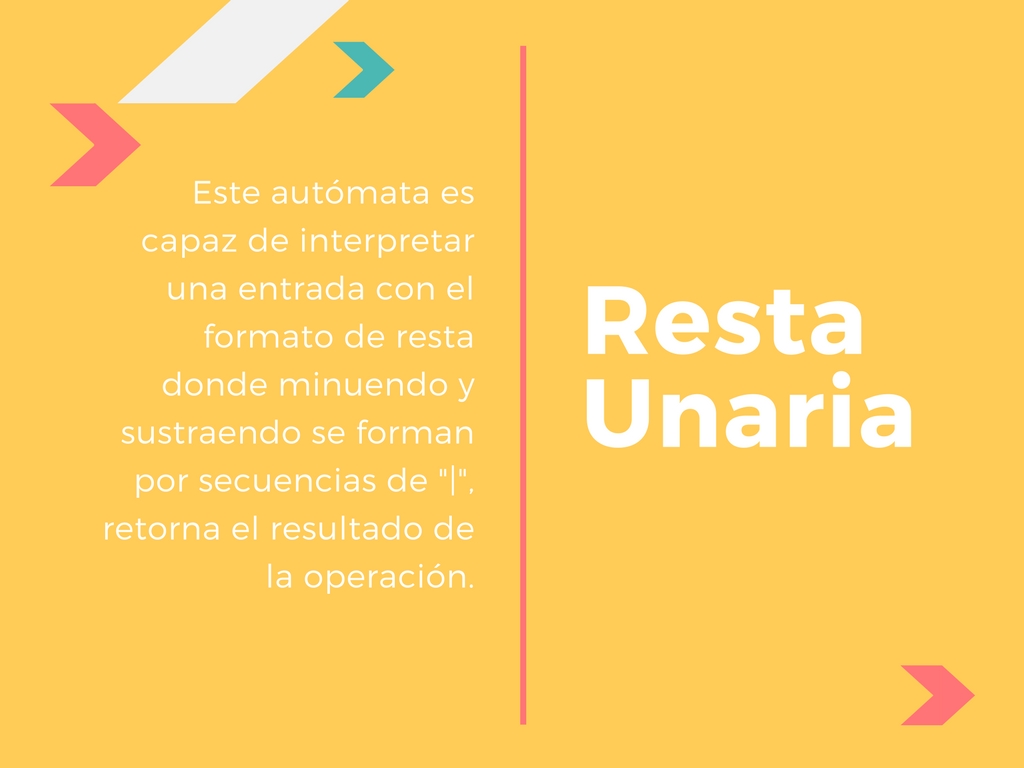 Este autómata es
capaz de interpretar
una entrada con el
formato de resta
donde minuendo y
sustraendo se forman
por secuencias de "|",
retorna el resultado de
la operación.
Resta
Unaria